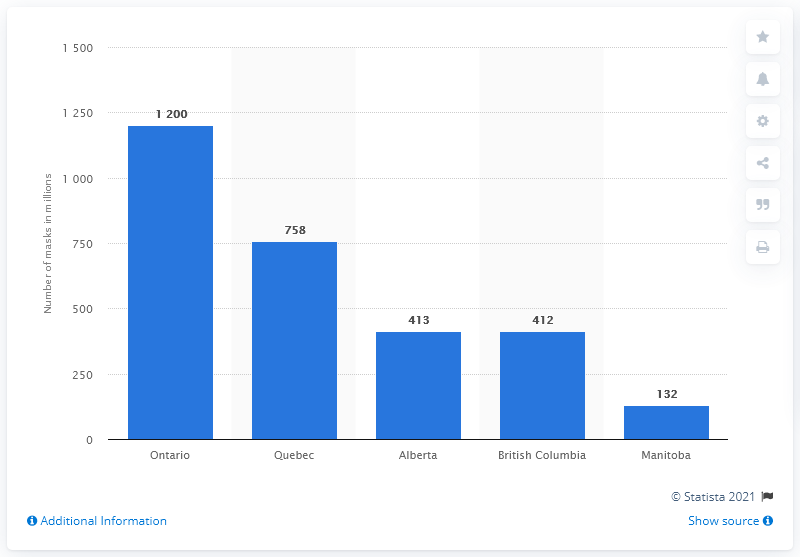 1 500
1 250
1 000
750
500
250
0
Number of masks in millions
1 200
758
413
412
132
Ontario
Quebec
Alberta
British Columbia
Manitoba
© Statista 2021
Additional Information
Show source